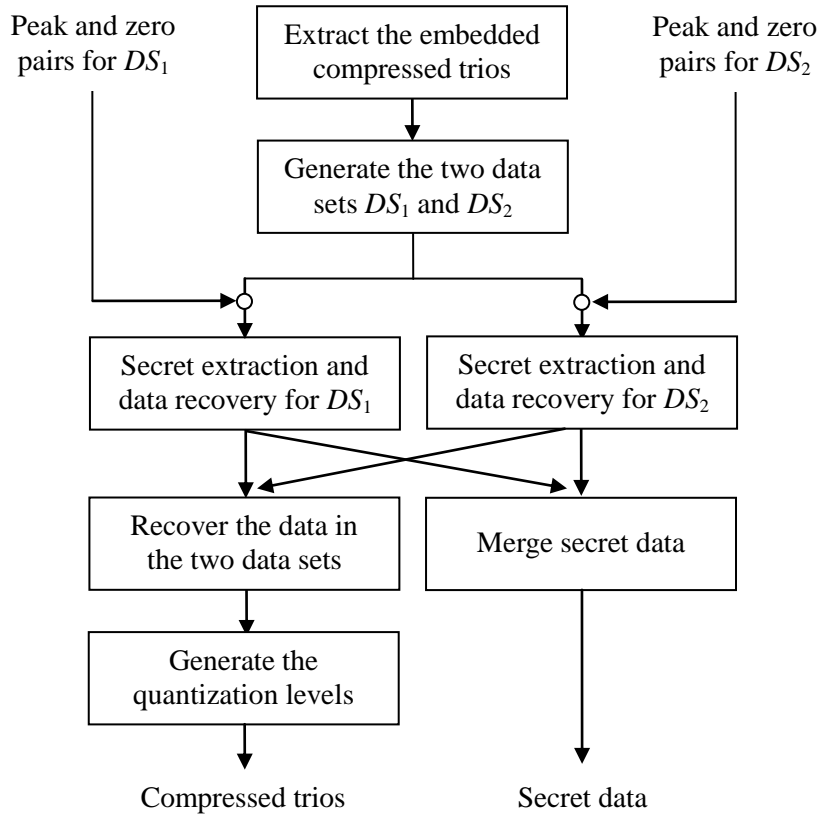 Peak and zero
pairs for DS₁
Extract the embedded
compressed trios
Peak and zero
pairs for DS₂
Generate the two data
sets DS₁ and DS₂
Secret extraction and
data recovery for DS₁
Secret extraction and
data recovery for DS₂
Recover the data in
the two data sets
Merge secret data
Generate the
quantization levels
Compressed trios
Secret data